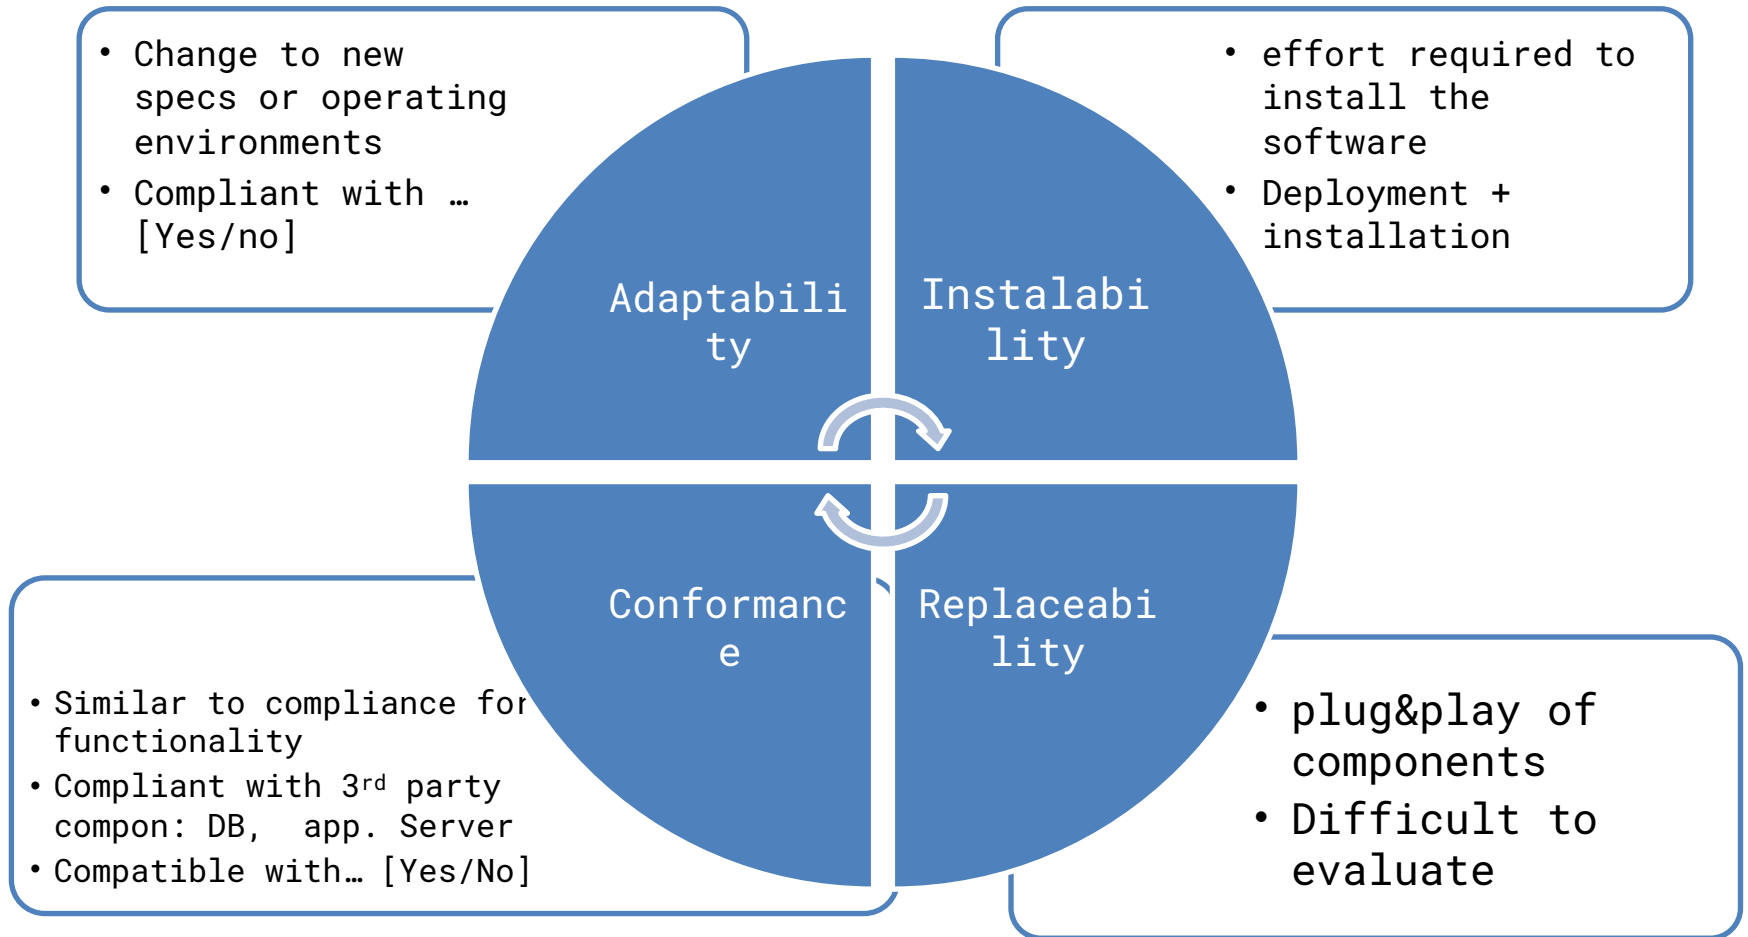 • Change to new
specs or operating
environments
• Compliant with …
[Yes/no]
• effort required to
install the
software
• Deployment +
installation
Adaptabili
ty
Instalabi
lity
Conformanc
e
Replaceabi
lity
• Similar to compliance for
functionality
• Compliant with 3rd party
compon: DB, app. Server
• Compatible with… [Yes/No]
• plug&play of
components
• Difficult to
evaluate